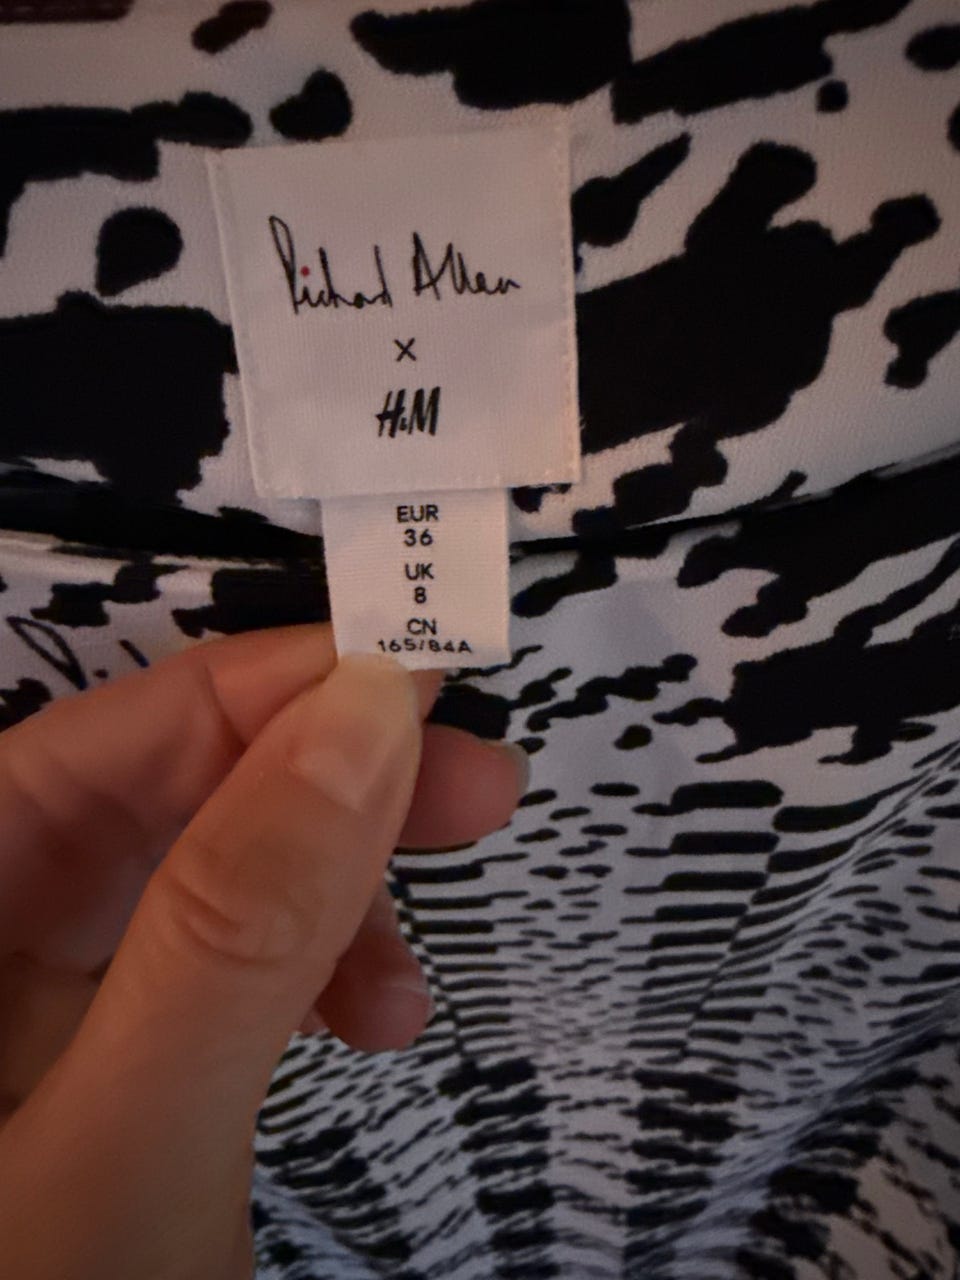 Richard Allan
x
H&M
EUR
36
UK
8
CN
165/84A